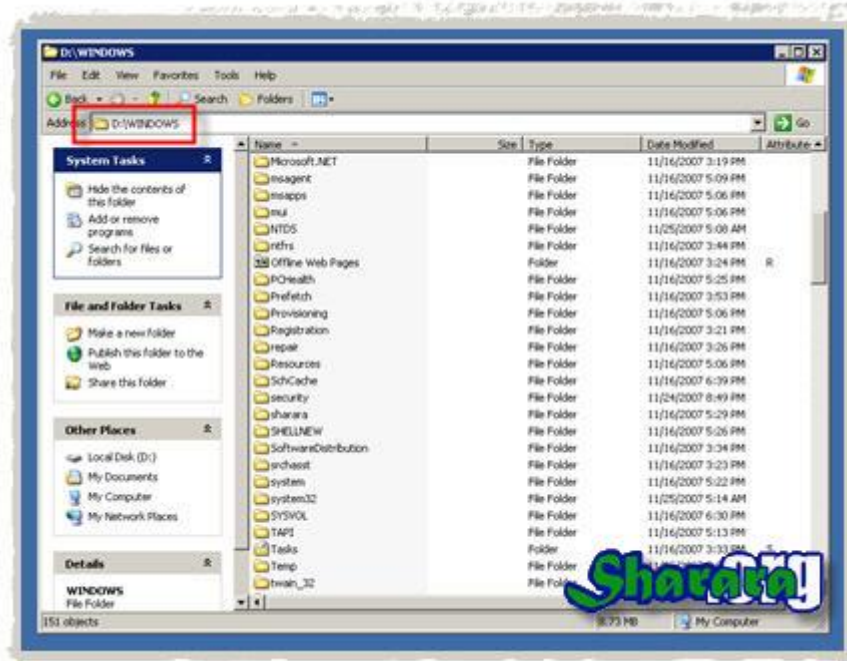 D:\WINDOWS
File Edit View Favorites Tools Help
Back Search Folders
Address D:\WINDOWS Go
System Tasks
Hide the contents of this folder
Add or remove programs
Search for files or folders
File and Folder Tasks
Make a new folder
Publish this folder to the Web
Share this folder
Other Places
Local Disk (D:)
My Documents
My Computer
My Network Places
Details
WINDOWS
File Folder
Name Size Type Date Modified Attributes
Microsoft.NET File Folder 11/16/2007 3:19 PM
msagent File Folder 11/16/2007 5:09 PM
msapps File Folder 11/16/2007 5:06 PM
mui File Folder 11/16/2007 5:06 PM
NTDS File Folder 11/25/2007 5:08 AM
ntfrs File Folder 11/16/2007 3:44 PM
Offline Web Pages Folder 11/16/2007 3:24 PM R
PCHealth File Folder 11/16/2007 5:25 PM
Prefetch File Folder 11/16/2007 3:53 PM
Provisioning File Folder 11/16/2007 5:06 PM
Registration File Folder 11/16/2007 3:21 PM
repair File Folder 11/16/2007 3:26 PM
Resources File Folder 11/16/2007 5:06 PM
SchCache File Folder 11/16/2007 6:39 PM
security File Folder 11/24/2007 8:49 PM
sharara File Folder 11/16/2007 5:29 PM
SHELLNEW File Folder 11/16/2007 5:26 PM
SoftwareDistribution File Folder 11/16/2007 3:34 PM
srchasst File Folder 11/16/2007 3:23 PM
system File Folder 11/16/2007 5:22 PM
system32 File Folder 11/25/2007 5:14 AM
SYSVOL File Folder 11/16/2007 6:30 PM
TAPI File Folder 11/16/2007 5:13 PM
Tasks Folder 11/16/2007 3:33 PM S
Temp File Folder
twain_32 File Folder
151 objects 8.73 MB My Computer
Sharara.org